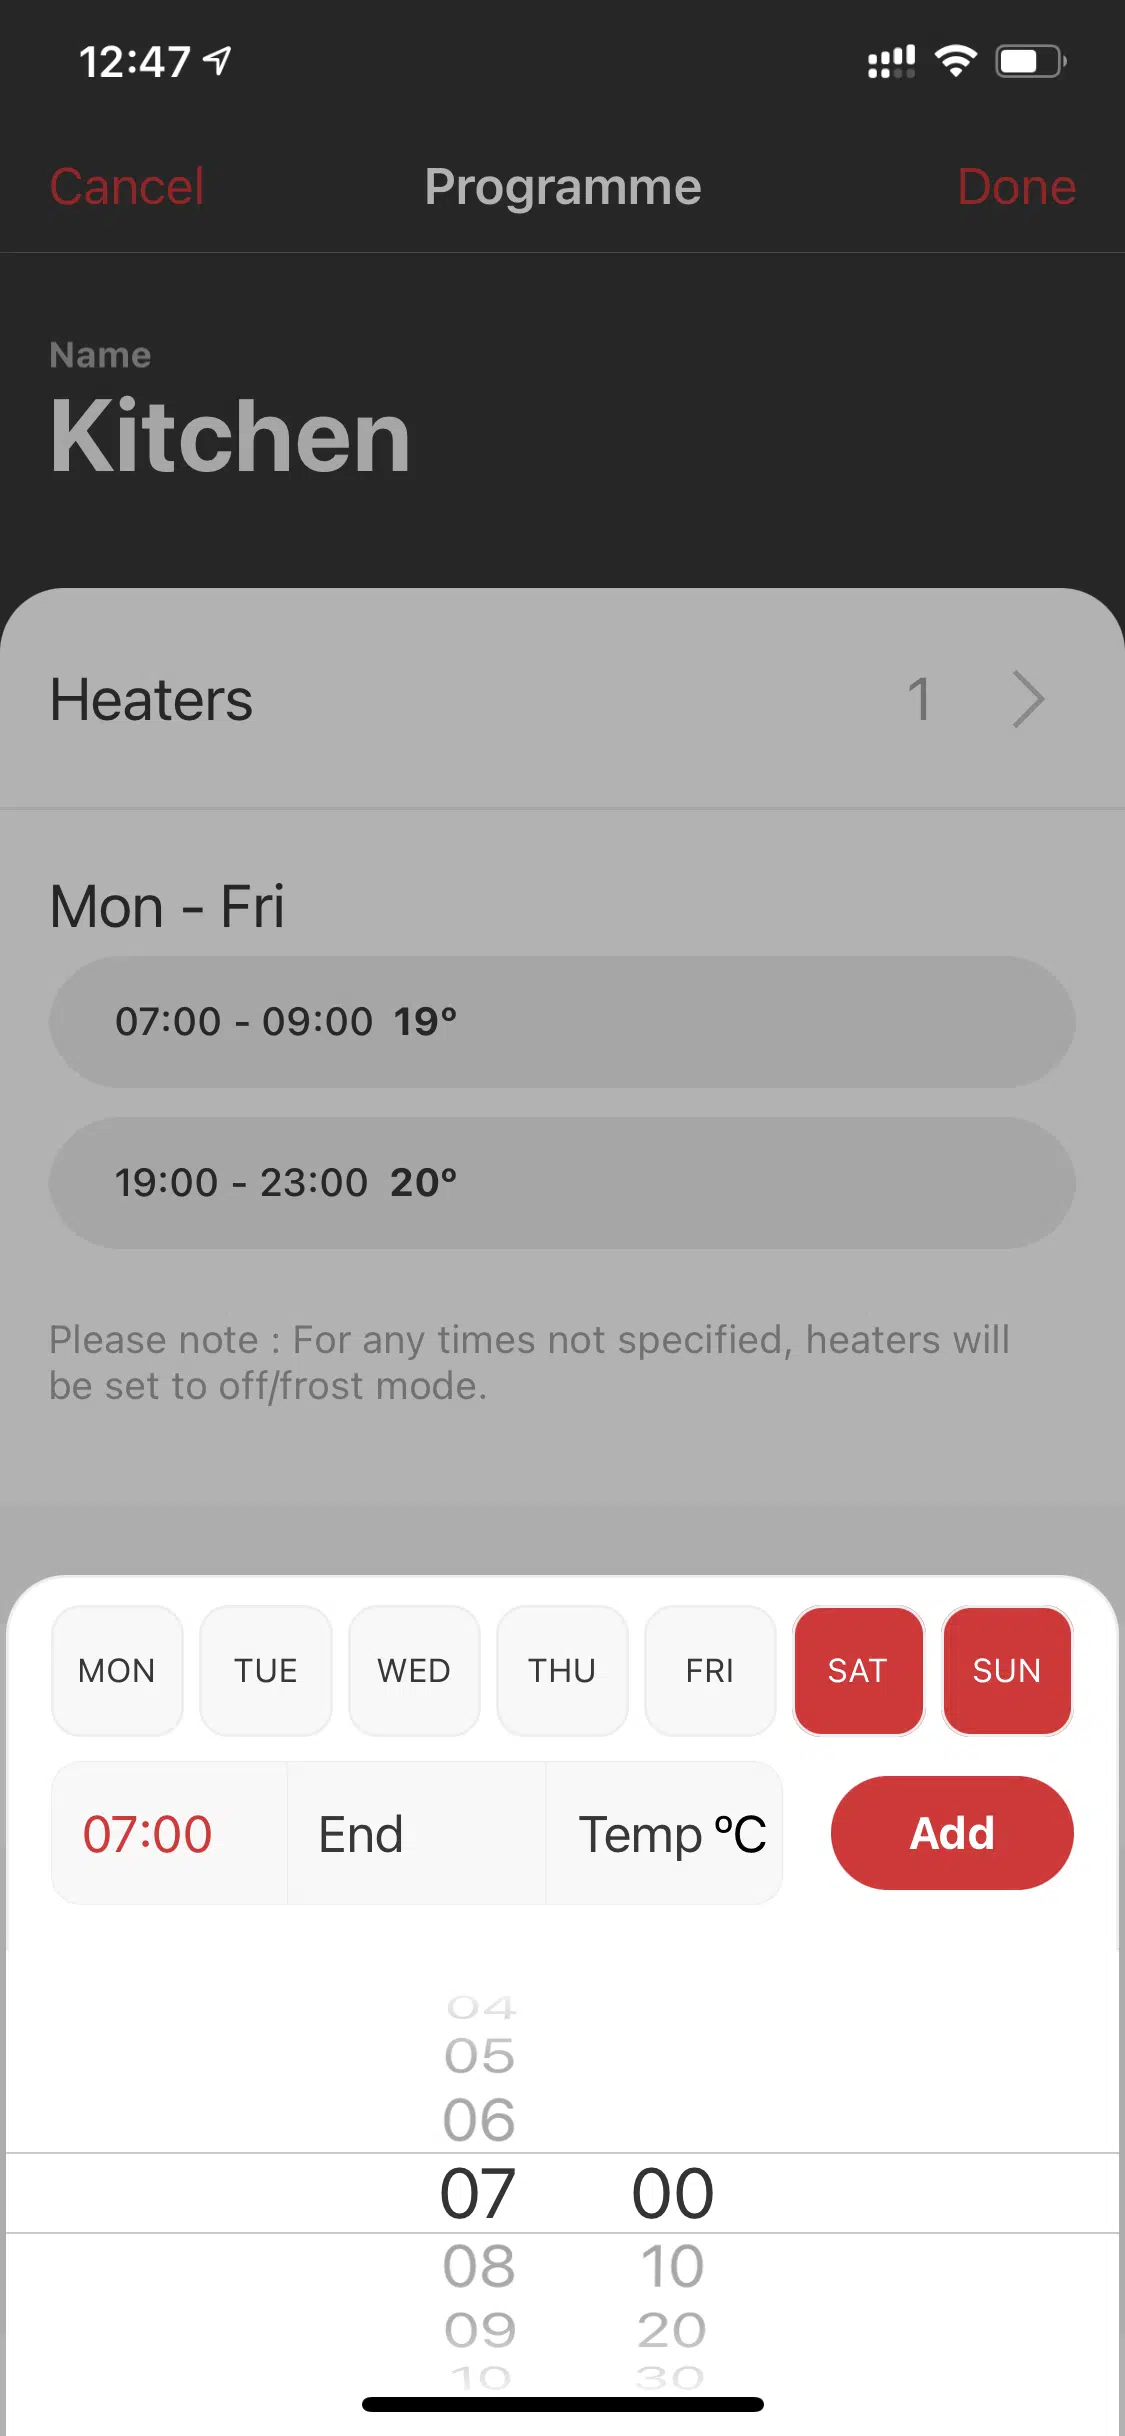 12:47
Cancel Programme Done
Name
Kitchen
Heaters 1
Mon - Fri
07:00 - 09:00 19º
19:00 - 23:00 20º
Please note : For any times not specified, heaters will
be set to off/frost mode.
MON TUE WED THU FRI SAT SUN
07:00 End Temp ºC Add
04
05
06
07 00
08 10
09 20
10 30